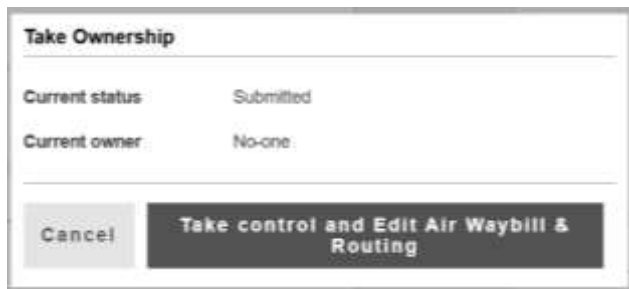 Take Ownership
Current status Submitted
Current owner No-one
Cancel
Take control and Edit Air Waybill &
Routing